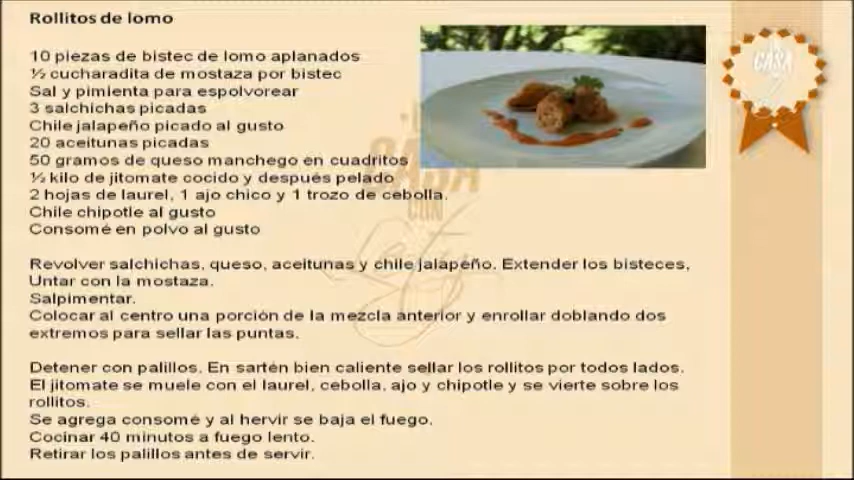 Rollitos de lomo
10 piezas de bistec de lomo aplanados
½ cucharadita de mostaza por bistec
Sal y pimienta para espolvorear
3 salchichas picadas
Chile jalapeño picado al gusto
20 aceitunas picadas
50 gramos de queso manchego en cuadritos
½ kilo de jitomate cocido y después pelado
2 hojas de laurel, 1 ajo chico y 1 trozo de cebolla.
Chile chipotle al gusto
Consomé en polvo al gusto
Revolver salchichas, queso, aceitunas y chile jalapeño. Extender los bisteces,
Untar con la mostaza.
Salpimentar.
Colocar al centro una porción de la mezcla anterior y enrollar doblando dos
extremos para sellar las puntas.
Detener con palillos. En sartén bien caliente sellar los rollitos por todos lados.
El jitomate se muele con el laurel, cebolla, ajo y chipotle y se vierte sobre los
rollitos.
Se agrega consomé y al hervir se baja el fuego.
Cocinar 40 minutos a fuego lento.
Retirar los palillos antes de servir.
CASA
CASA
CON